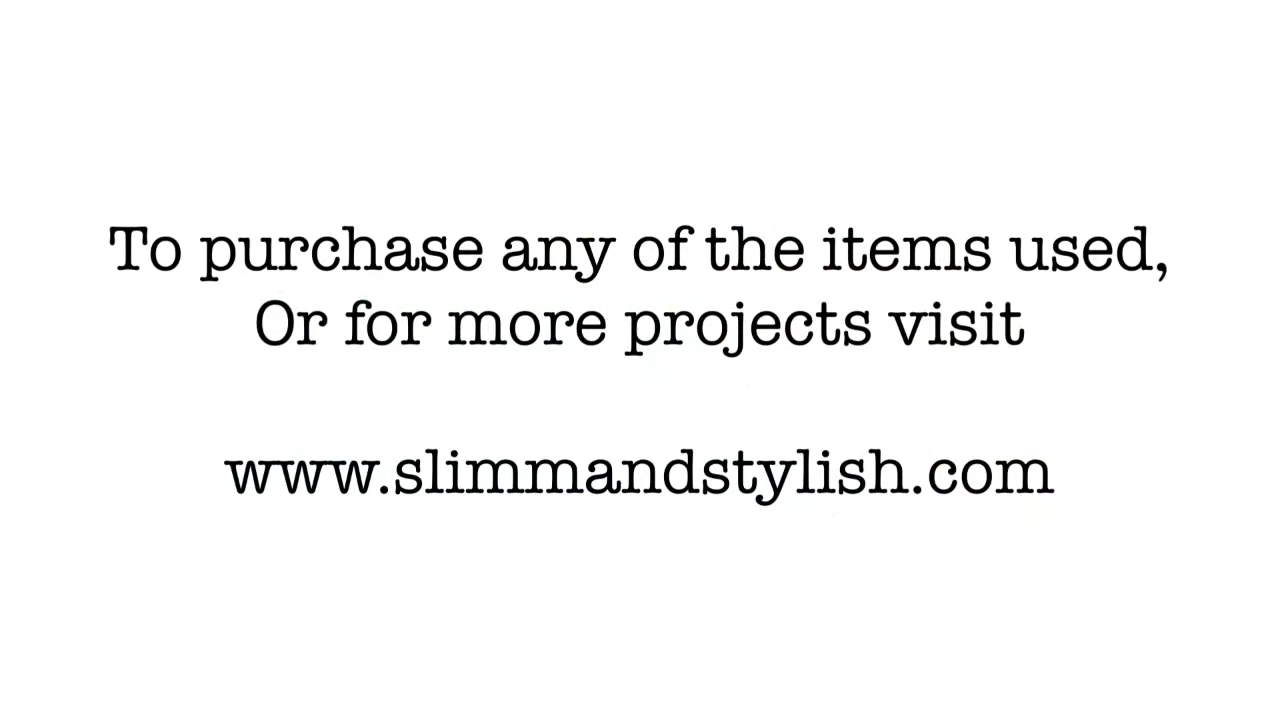 To purchase any of the items used,
Or for more projects visit
www.slimmandstylish.com